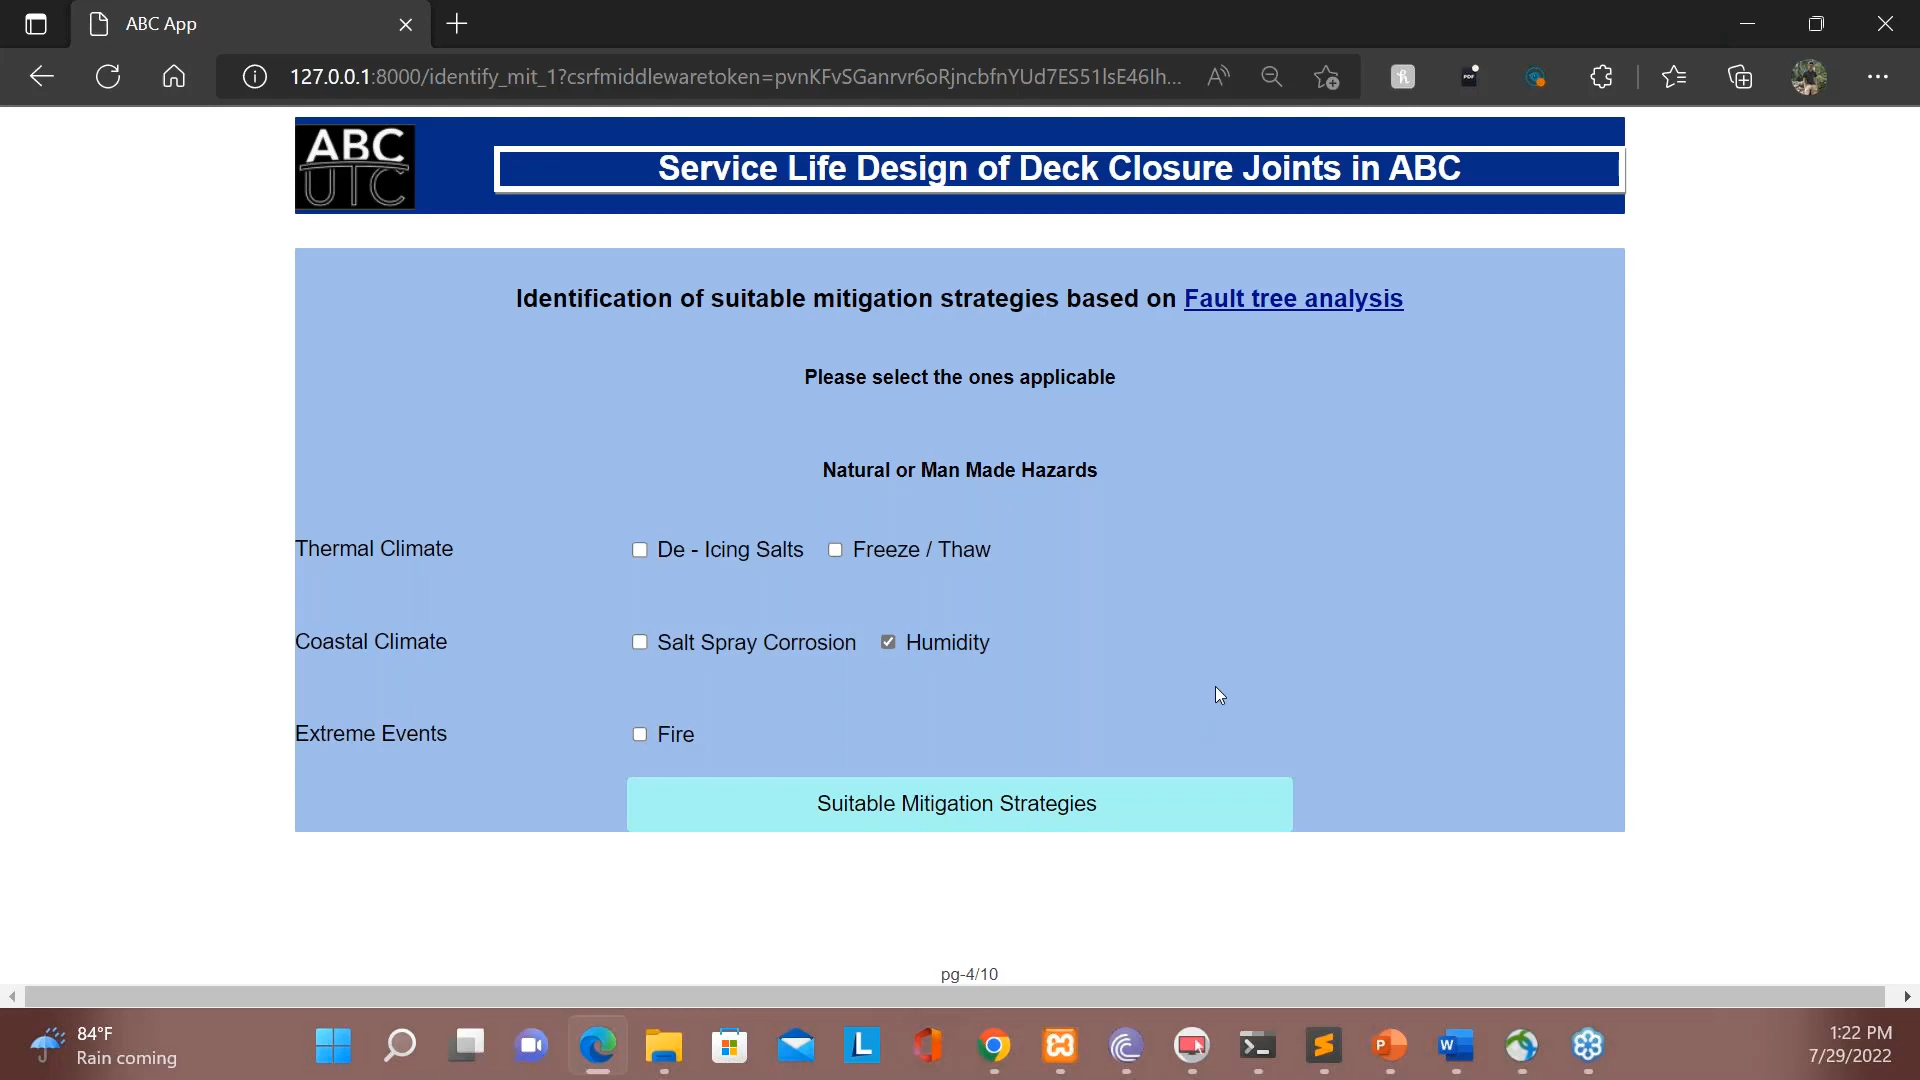 ABC App
127.0.0.1:8000/identify_mit_1?csrfmiddlewaretoken=pvnKFvSGanrvr6oRjncbfnYUd7ES51lsE46Ih...
ABC
UTC
Service Life Design of Deck Closure Joints in ABC
Identification of suitable mitigation strategies based on Fault tree analysis
Please select the ones applicable
Natural or Man Made Hazards
Thermal Climate De - Icing Salts Freeze / Thaw
Coastal Climate Salt Spray Corrosion Humidity
Extreme Events Fire
Suitable Mitigation Strategies
pg-4/10
84°F
Rain coming
1:22 PM
7/29/2022